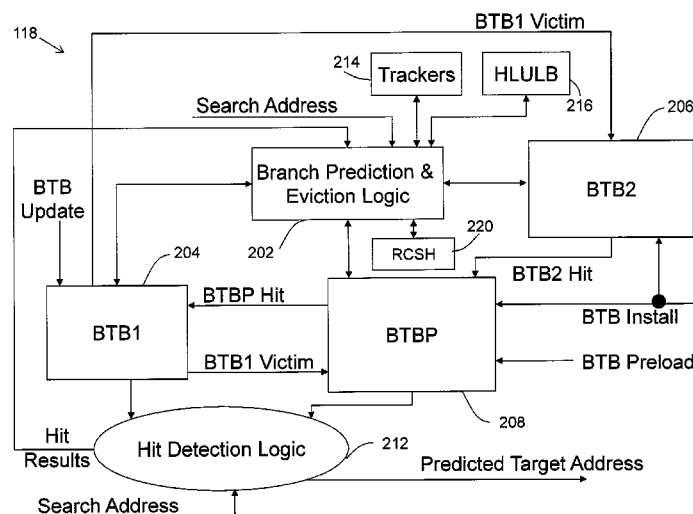 118
BTB1 Victim
214
Trackers
HLULB
216
206
Search Address
Branch Prediction &
Eviction Logic
BTB2
BTB
Update
202
RCSH
220
204
BTB2 Hit
BTBP Hit
BTB1
BTBP
BTB Install
BTB1 Victim
BTB Preload
208
Hit
Results
Hit Detection Logic
212
Predicted Target Address
Search Address